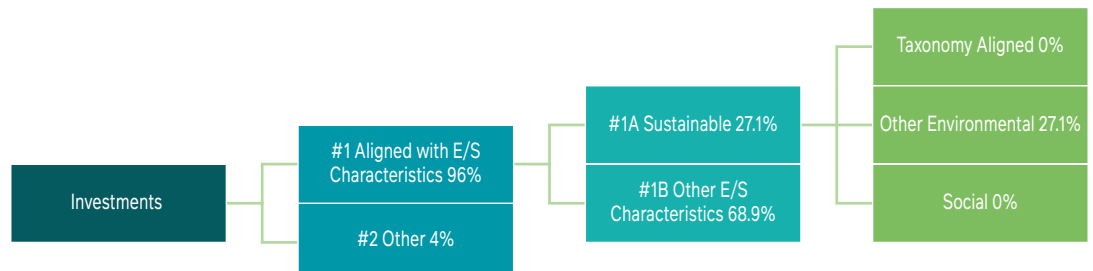 Investments
#1 Aligned with E/S
Characteristics 96%
#2 Other 4%
#1A Sustainable 27.1%
#1B Other E/S
Characteristics 68.9%
Taxonomy Aligned 0%
Other Environmental 27.1%
Social 0%